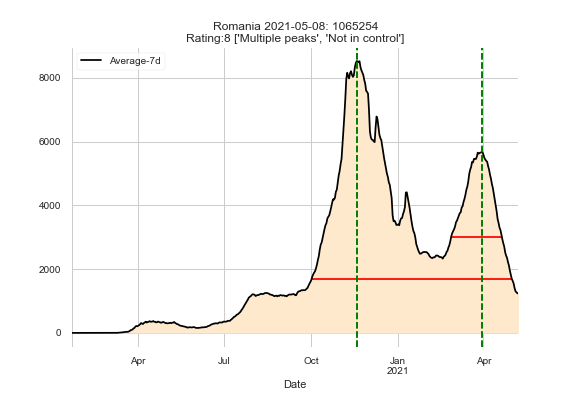 Romania 2021-05-08: 1065254
Rating:8 ['Multiple peaks', 'Not in control']
Average-7d
8000
6000
4000
2000
0
Apr
Jul
Oct
Jan
2021
Apr
Date